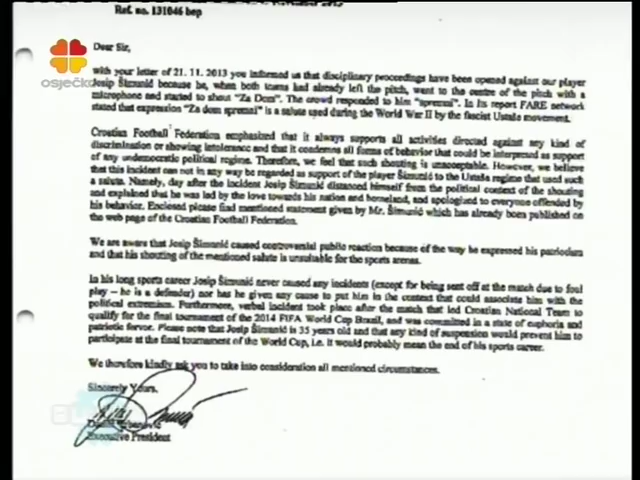 Ref. no. 131046 hep
Dear Sir,
osječk
with your letter of 21. 11. 2013 you informed us that disciplinary proceedings have been opened against our player
Josip Šimunić because he, when both teams had already left the pitch, went to the centre of the pitch with a
microphone and started to shout "Za Dom". The crowd responded to him "spremni". In its report FARE network
stated that expression "Za dom spremni" is a salute used during the World War II by the fascist Ustaša movement.
Croatian Football Federation emphasized that it always supports all activities directed against any kind of
discrimination or showing intolerance and that it condemns all forms of behavior that could be interpreted as support
of any undemocratic political regime. Therefore, we feel that such shouting is unacceptable. However, we believe
that this incident can not in any way be regarded as support of the player Šimunić to the Ustaša regime that used such
a salute. Namely, day after the incident Josip Šimunić distanced himself from the political context of the shouting
and explained that he was led by the love towards his nation and homeland, and apologized to everyone offended by
his behavior. Enclosed please find mentioned statement given by Mr. Šimunić which has already been published on
the web page of the Croatian Football Federation.
We are aware that Josip Šimunić caused controversial public reaction because of the way he expressed his patriotism
and that his shouting of the mentioned salute is unsuitable for the sports arenas.
In his long sports career Josip Šimunić never caused any incidents (except for being sent off at the match due to foul
play – he is a defender) nor has he given any cause to put him in the context that could associate him with the
political extremism. Furthermore, verbal incident took place after the match that led Croatian National Team to
qualify for the final tournament of the 2014 FIFA World Cup Brazil, and was committed in a state of euphoria and
patriotic fervor. Please note that Josip Šimunić is 35 years old and that any kind of suspension would prevent him to
participate at the final tournament of the World Cup, i.e. it would probably mean the end of his sports career.
We therefore kindly ask you to take into consideration all mentioned circumstances.
Sincerely Yours,
Executive President